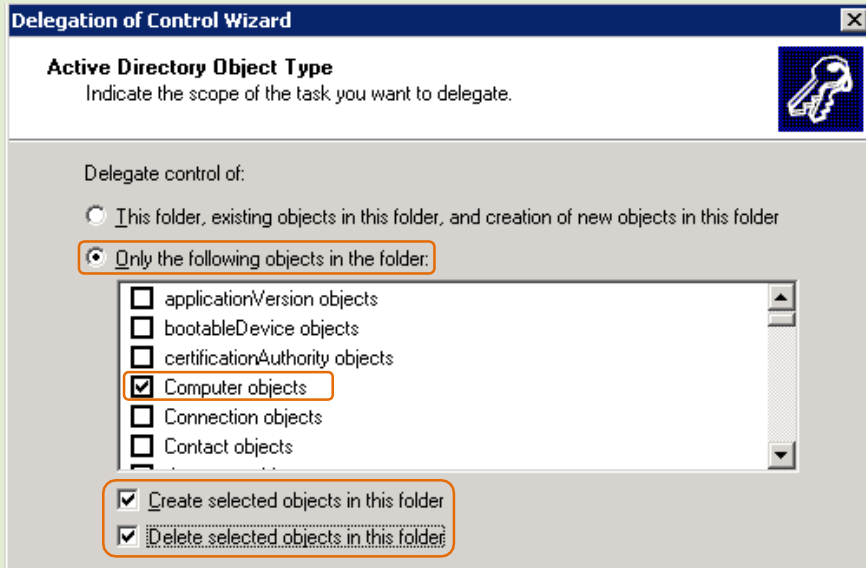 Delegation of Control Wizard
Active Directory Object Type
Indicate the scope of the task you want to delegate.
Delegate control of:
This folder, existing objects in this folder, and creation of new objects in this folder
Only the following objects in the folder:
applicationVersion objects
bootableDevice objects
certificationAuthority objects
Computer objects
Connection objects
Contact objects
Create selected objects in this folder
Delete selected objects in this folder